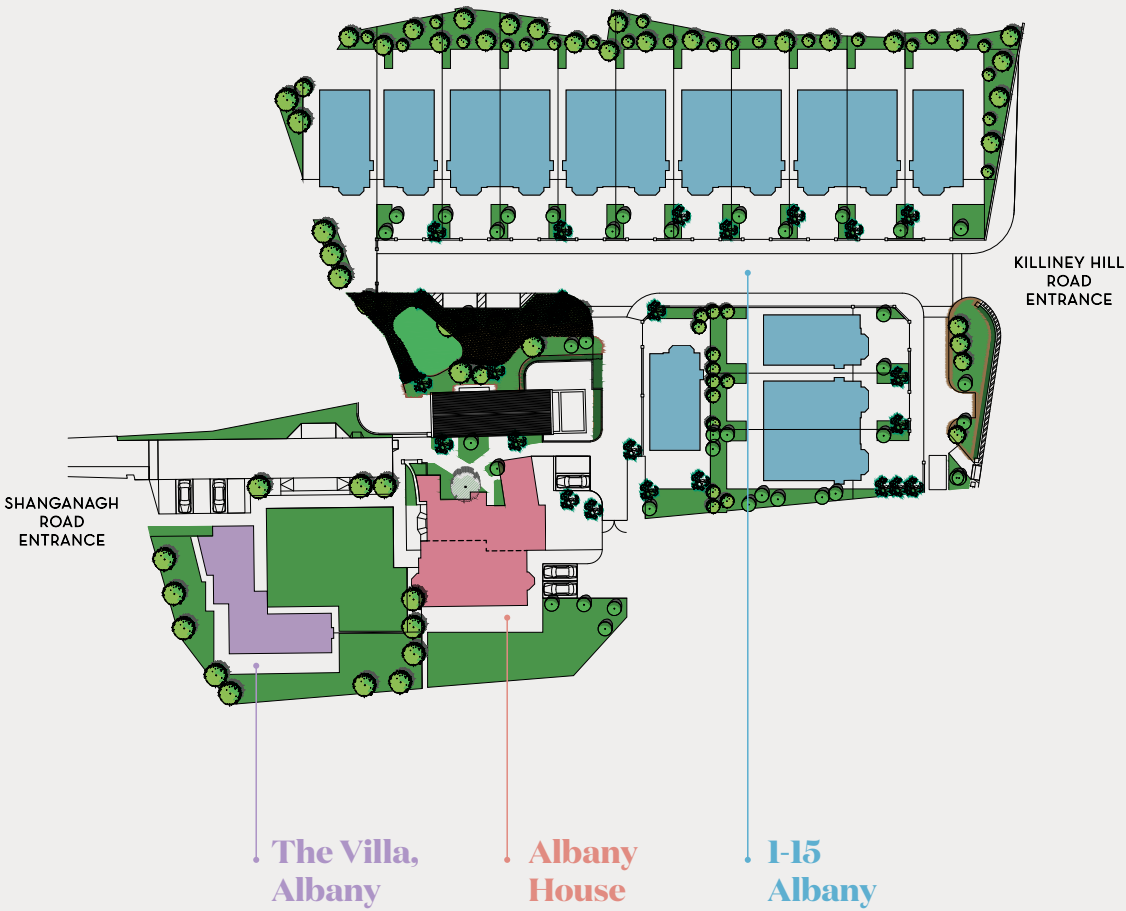 KILLINEY HILL
ROAD
ENTRANCE
SHANGANAGH
ROAD
ENTRANCE
The Villa,
Albany
Albany
House
1-15
Albany